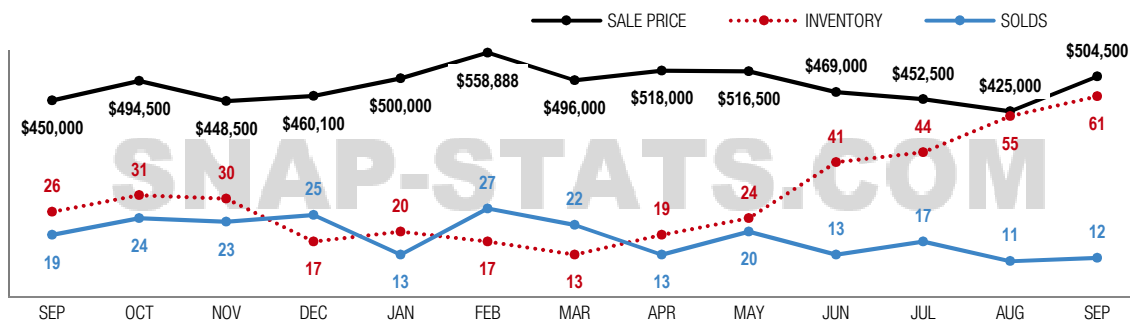 SALE PRICE INVENTORY SOLDS
$450,000 $494,500 $448,500 $460,100 $500,000 $558,888 $496,000 $518,000 $516,500 $469,000 $452,500 $425,000 $504,500
SNAP-STATS.COM
26 31 30 17 20 17 13 19 24 41 44 55 61
19 24 23 25 13 27 22 13 20 13 17 11 12
SEP OCT NOV DEC JAN FEB MAR APR MAY JUN JUL AUG SEP